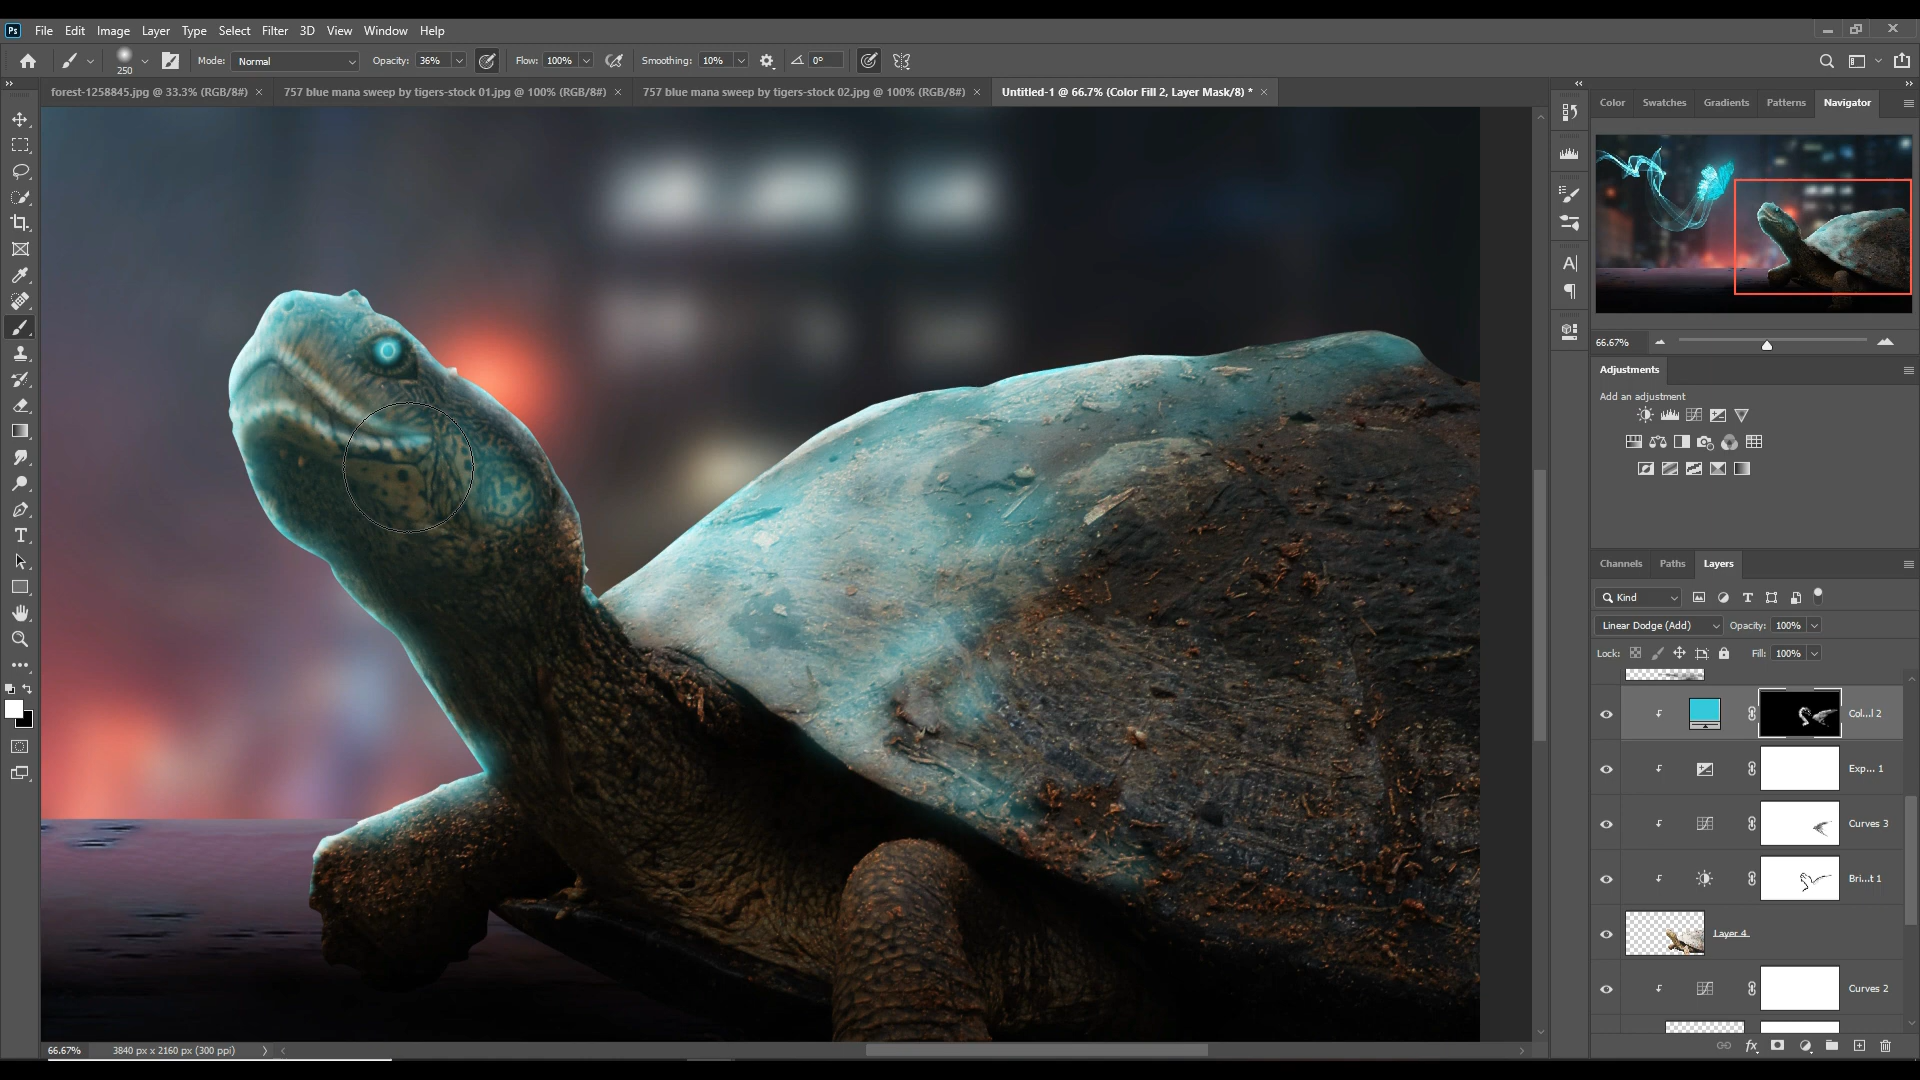 Ps File Edit Image Layer Type Select Filter 3D View Window Help
250 Mode: Normal Opacity: 36% Flow: 100% Smoothing: 10% 0°
forest-1258845.jpg @ 33.3% (RGB/8#) × 757 blue mana sweep by tigers-stock 01.jpg @ 100% (RGB/8#) × 757 blue mana sweep by tigers-stock 02.jpg @ 100% (RGB/8#) × Untitled-1 @ 66.7% (Color Fill 2, Layer Mask/8) * ×
Color Swatches Gradients Patterns Navigator
66.67%
Adjustments
Add an adjustment
Channels Paths Layers
Kind
Linear Dodge (Add) Opacity: 100%
Lock: Fill: 100%
Col...l 2
Exp... 1
Curves 3
Bri...t 1
Layer 4
Curves 2
66.67% 3840 px x 2160 px (300 ppi)